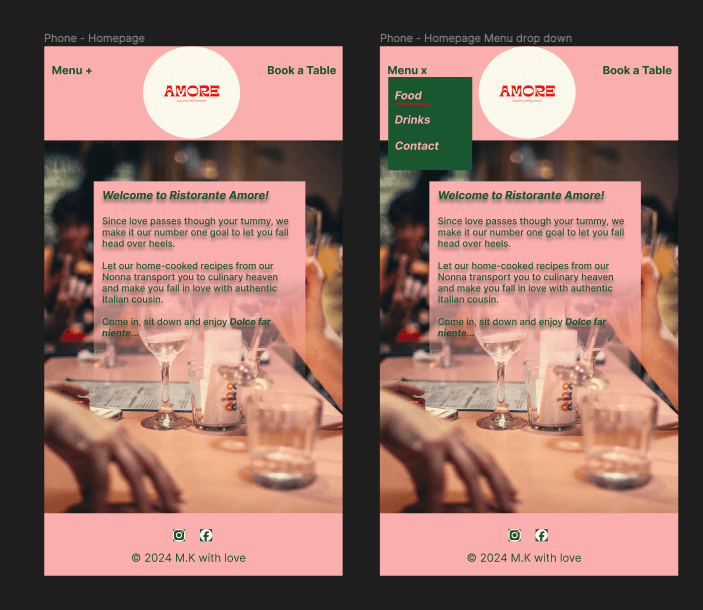 Phone - Homepage
Menu +
AMORE
Book a Table
Welcome to Ristorante Amore!
Since love passes though your tummy, we
make it our number one goal to let you fall
head over heels.
Let our home-cooked recipes from our
Nonna transport you to culinary heaven
and make you fall in love with authentic
Italian cousin.
Come in, sit down and enjoy Dolce far
niente...
© 2024 M.K with love
Phone - Homepage Menu drop down
Menu x
AMORE
Book a Table
Food
Drinks
Contact
Welcome to Ristorante Amore!
Since love passes though your tummy, we
make it our number one goal to let you fall
head over heels.
Let our home-cooked recipes from our
Nonna transport you to culinary heaven
and make you fall in love with authentic
Italian cousin.
Come in, sit down and enjoy Dolce far
niente...
© 2024 M.K with love